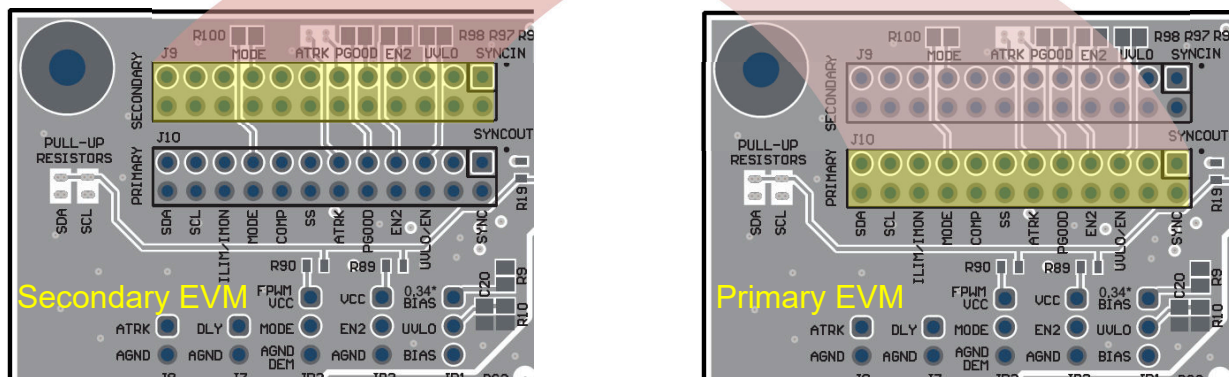 R100
R98 R97 R9
J9
MODE
ATRK PGOOD EN2 UVLO SYNCIN
SECONDARY
J10
SYNCOUT
PULL-UP
RESISTORS
PRIMARY
SDA
SCL
SDA
SCL
ILIM/IMON
MODE
COMP
SS
ATRK
PGOOD
EN2
UVLO/EN
SYNC
R19
R90
R89
Secondary EVM
FPWM
VCC
VCC
0.34*
BIAS
C20
R9
R10
ATRK
DLY
MODE
EN2
UVLO
AGND
AGND
AGND
DEM
AGND
BIAS
R100
R98 R97 R9
J9
MODE
ATRK PGOOD EN2 UVLO SYNCIN
SECONDARY
J10
SYNCOUT
PULL-UP
RESISTORS
PRIMARY
SDA
SCL
SDA
SCL
ILIM/IMON
MODE
COMP
SS
ATRK
PGOOD
EN2
UVLO/EN
SYNC
R19
R90
R89
Primary EVM
FPWM
VCC
VCC
0.34*
BIAS
C20
R9
R10
ATRK
DLY
MODE
EN2
UVLO
AGND
AGND
AGND
DEM
AGND
BIAS